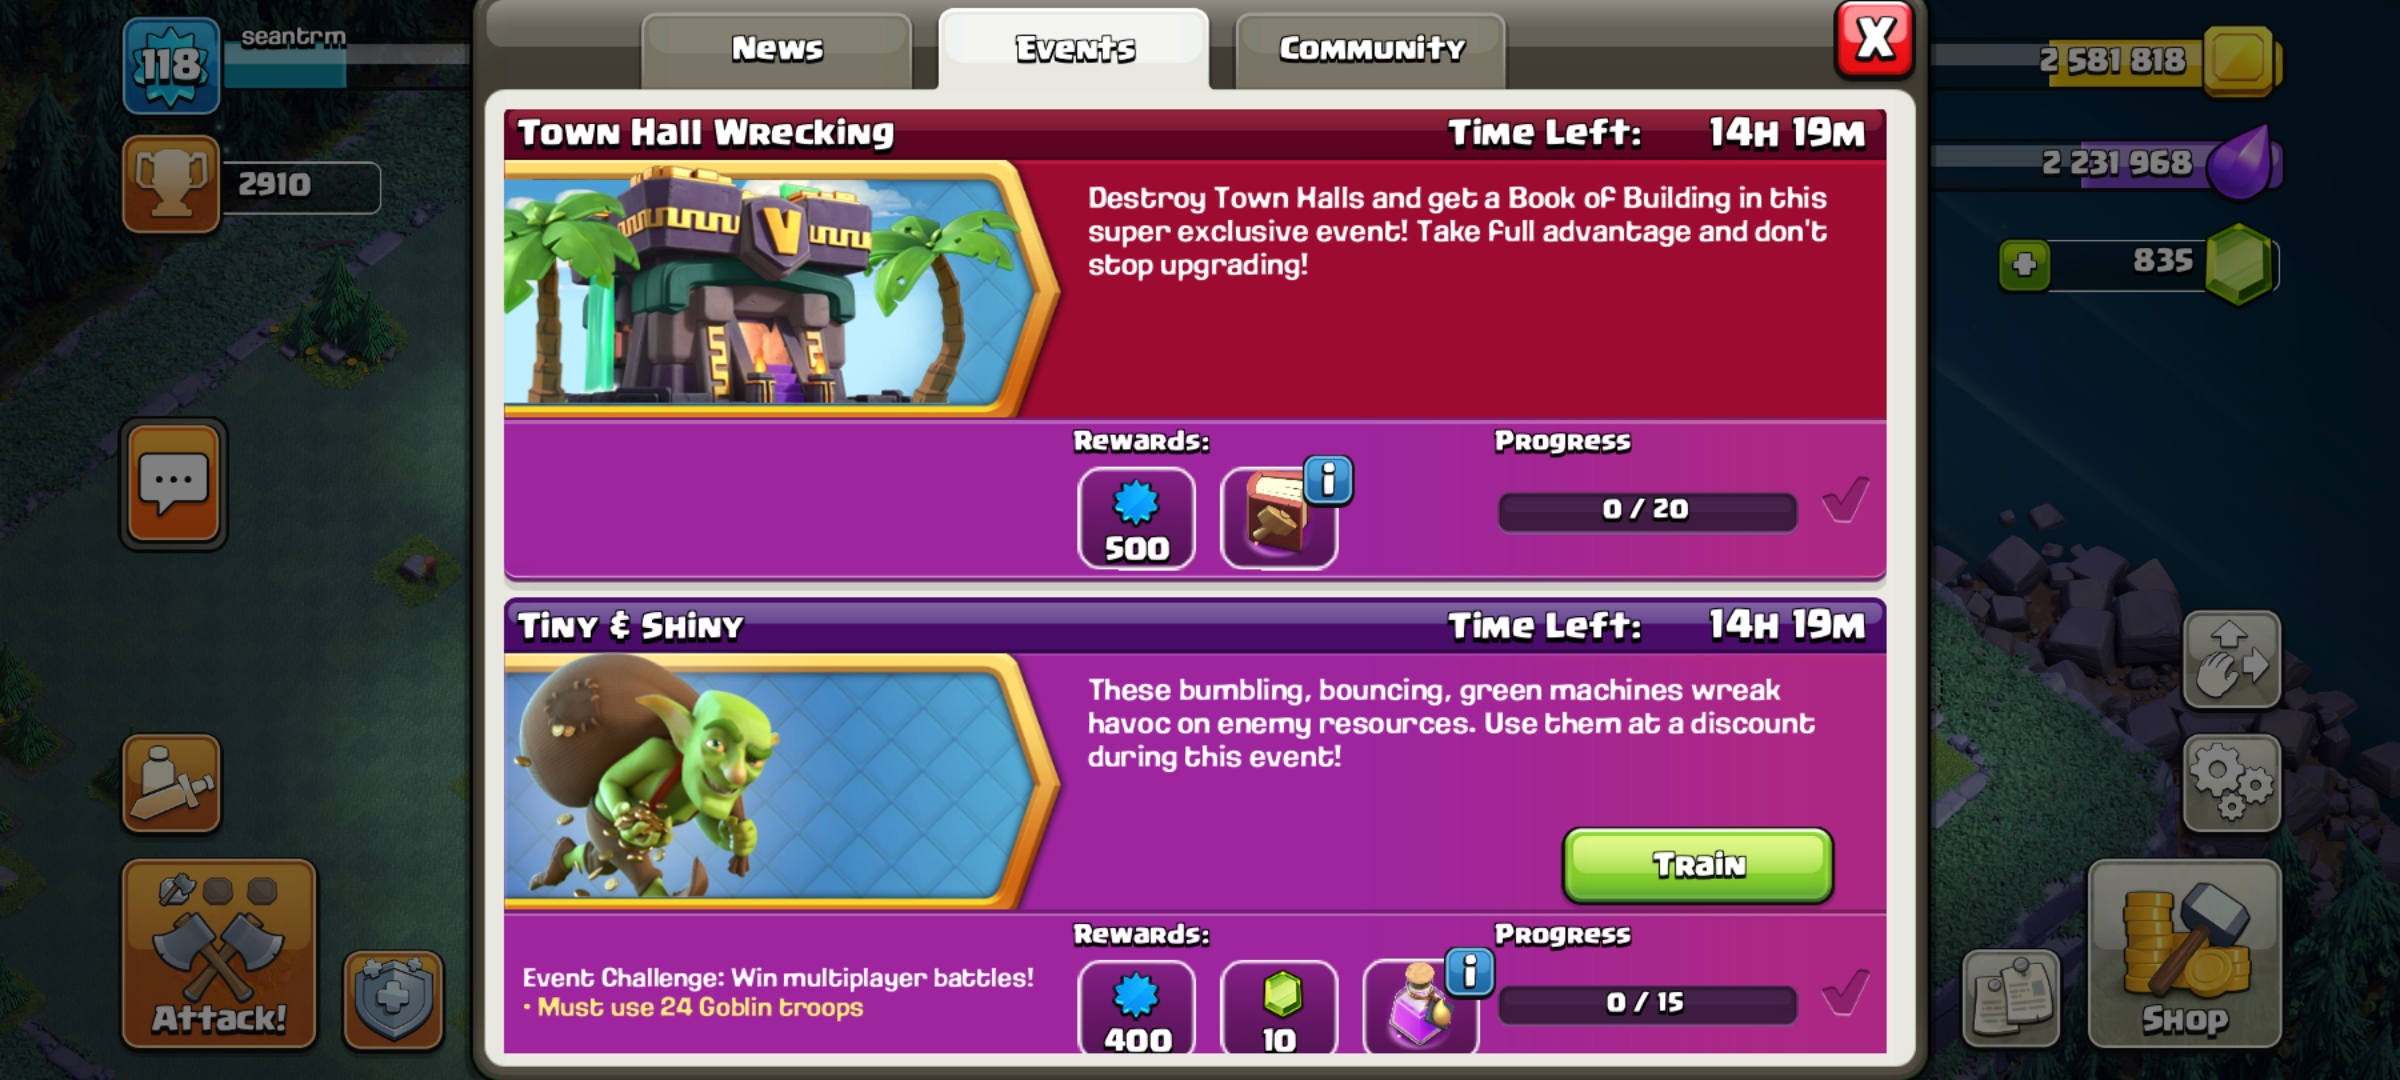 118
seantrm
2910
News
Events
Community
X
2 581 818
2 231 968
835
Town Hall Wrecking
Time Left: 14H 19M
V
Destroy Town Halls and get a Book of Building in this
super exclusive event! Take full advantage and don't
stop upgrading!
Rewards:
Progress
500
i
0 / 20
Tiny & Shiny
Time Left: 14H 19M
These bumbling, bouncing, green machines wreak
havoc on enemy resources. Use them at a discount
during this event!
Train
Event Challenge: Win multiplayer battles!
• Must use 24 Goblin troops
Rewards:
Progress
400
10
i
0 / 15
Attack!
Shop